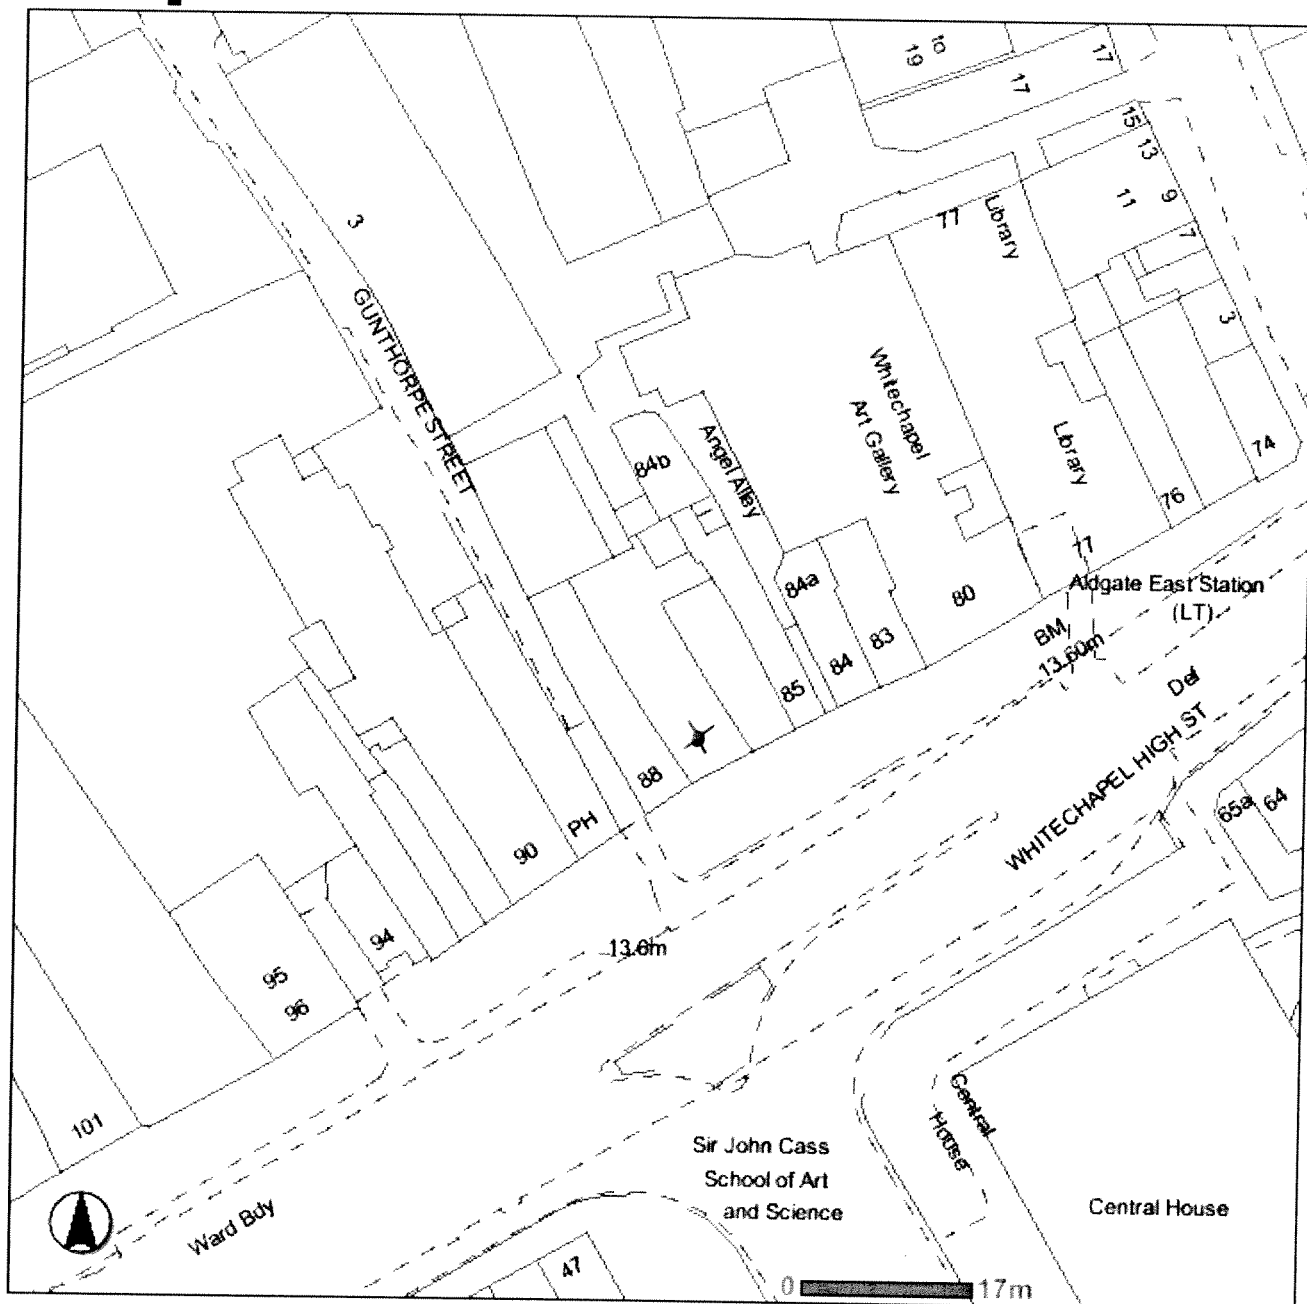 19
to
17
17
15
13
11
9
7
3
77
Library
3
GUNTHORPE STREET
Whitechapel
Art Gallery
Library
74
76
77
84b
Angel Alley
84a
80
83
84
85
Aldgate East Station
(LT)
BM
13.60m
Def
WHITECHAPEL HIGH ST
65a
64
88
PH
90
94
95
96
13.6m
101
Ward Bdy
Central
House
Sir John Cass
School of Art
and Science
Central House
47
0 17m